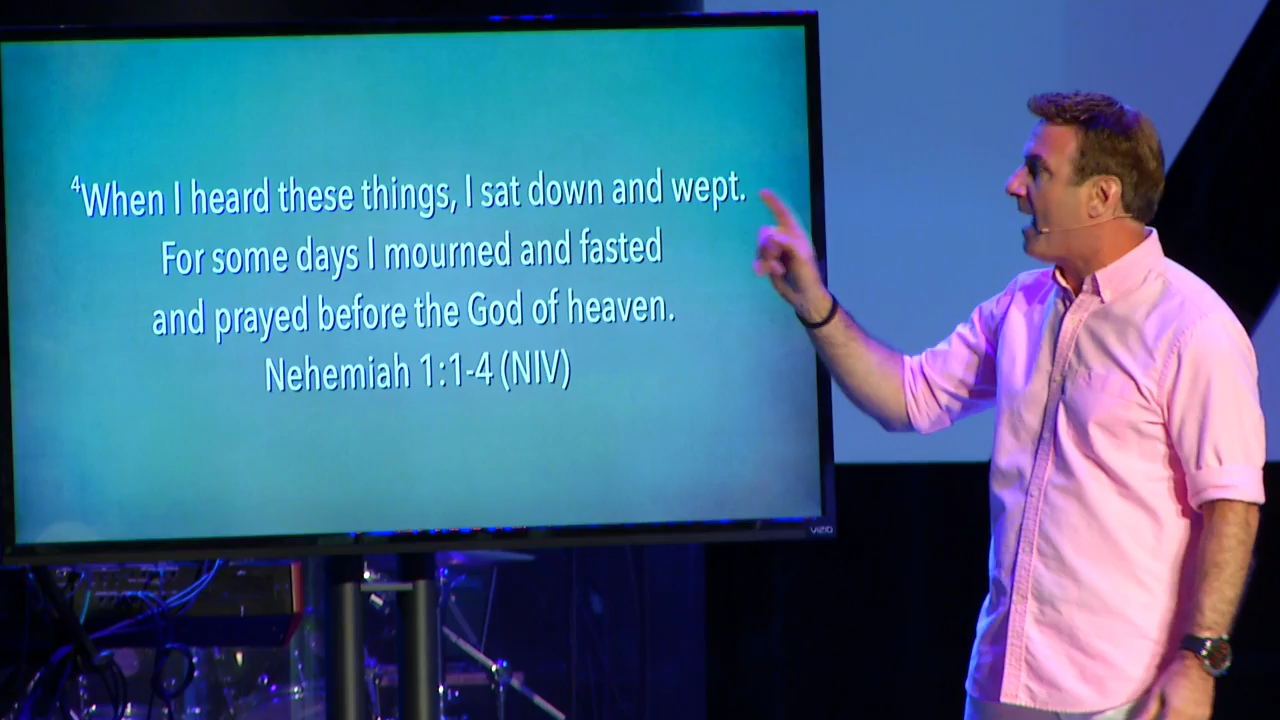 ⁴When I heard these things, I sat down and wept.
For some days I mourned and fasted
and prayed before the God of heaven.
Nehemiah 1:1-4 (NIV)
VIZIO